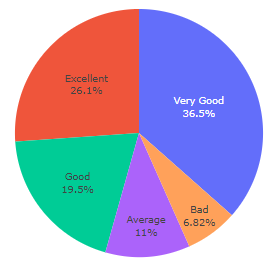 Excellent
26.1%
Very Good
36.5%
Good
19.5%
Average
11%
Bad
6.82%